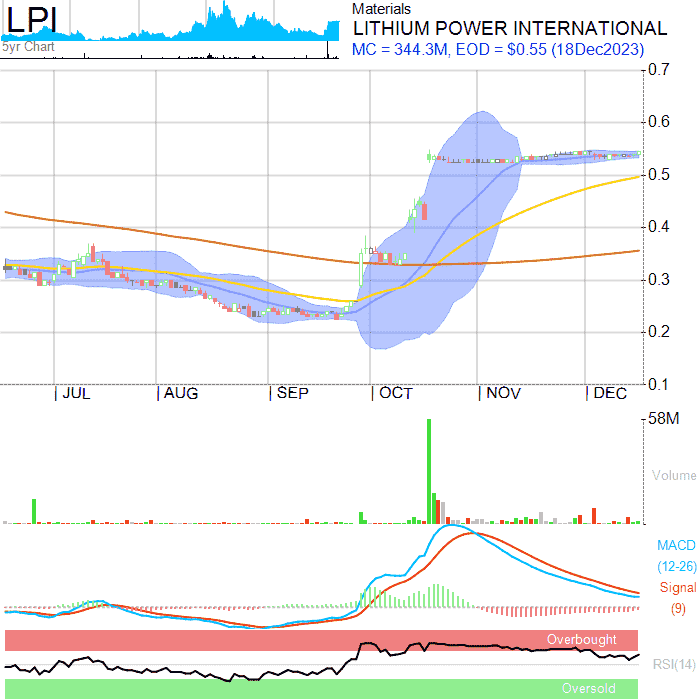 LPI
5yr Chart
Materials
LITHIUM POWER INTERNATIONAL
MC = 344.3M, EOD = $0.55 (18Dec2023)
0.7
0.6
0.5
0.4
0.3
0.2
0.1
| JUL | AUG | SEP | OCT | NOV | DEC
58M
Volume
MACD
(12-26)
Signal
(9)
Overbought
RSI(14)
Oversold